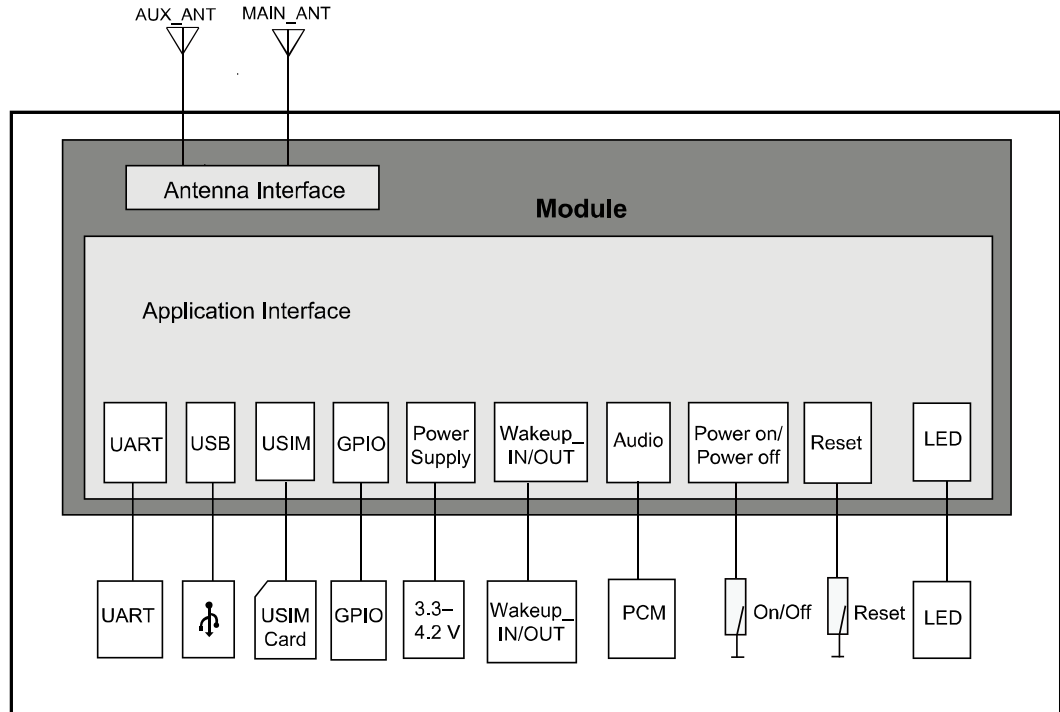 AUX_ANT MAIN_ANT
Antenna Interface
Module
Application Interface
UART
USB
USIM
GPIO
Power
Supply
Wakeup_
IN/OUT
Audio
Power on/
Power off
Reset
LED
UART
USIM
Card
GPIO
3.3–
4.2 V
Wakeup_
IN/OUT
PCM
On/Off
Reset
LED